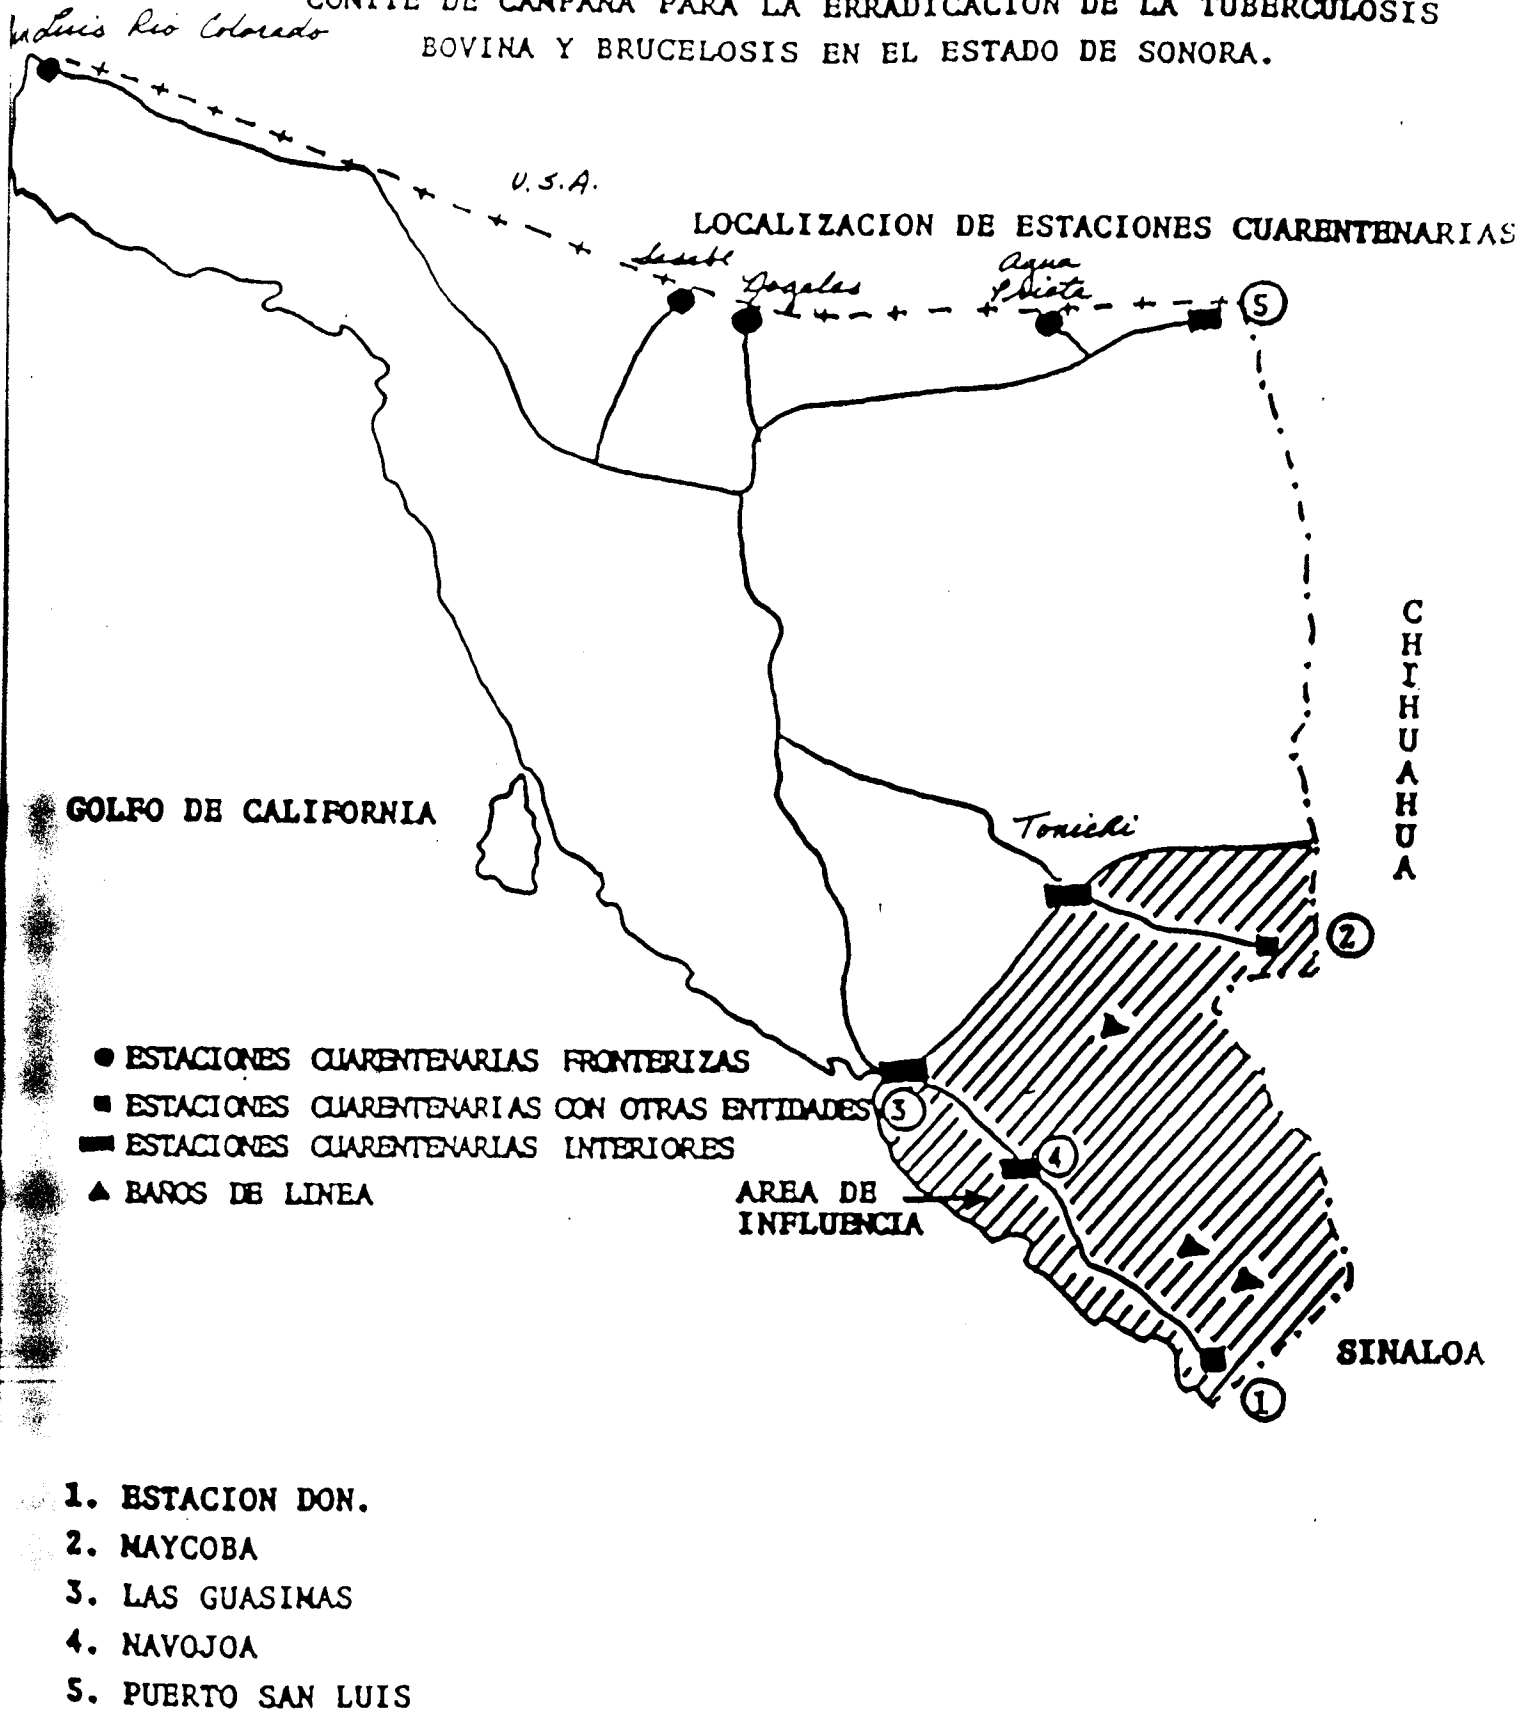 COMITE DE CAMPAÑA PARA LA ERRADICACION DE LA TUBERCULOSIS
BOVINA Y BRUCELOSIS EN EL ESTADO DE SONORA.
Luis Rio Colorado
U.S.A.
LOCALIZACION DE ESTACIONES CUARENTENARIAS
Sasabe
Nogales
Agua
Prieta
5
CHIHUAHUA
GOLFO DE CALIFORNIA
Tonichi
2
● ESTACIONES CUARENTENARIAS FRONTERIZAS
■ ESTACIONES CUARENTENARIAS CON OTRAS ENTIDADES
▬ ESTACIONES CUARENTENARIAS INTERIORES
▲ BAÑOS DE LINEA
3
4
AREA DE
INFLUENCIA
SINALOA
1
1. ESTACION DON.
2. MAYCOBA
3. LAS GUASIMAS
4. NAVOJOA
5. PUERTO SAN LUIS